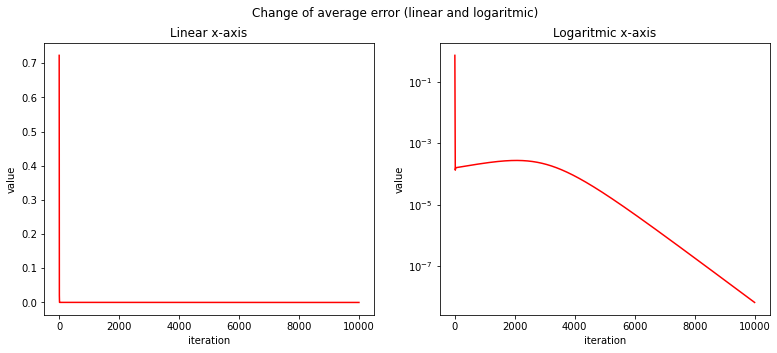 Change of average error (linear and logaritmic)
Linear x-axis
Logaritmic x-axis
value
0.7
0.6
0.5
0.4
0.3
0.2
0.1
0.0
0 2000 4000 6000 8000 10000
iteration
value
10⁻¹
10⁻³
10⁻⁵
10⁻⁷
0 2000 4000 6000 8000 10000
iteration